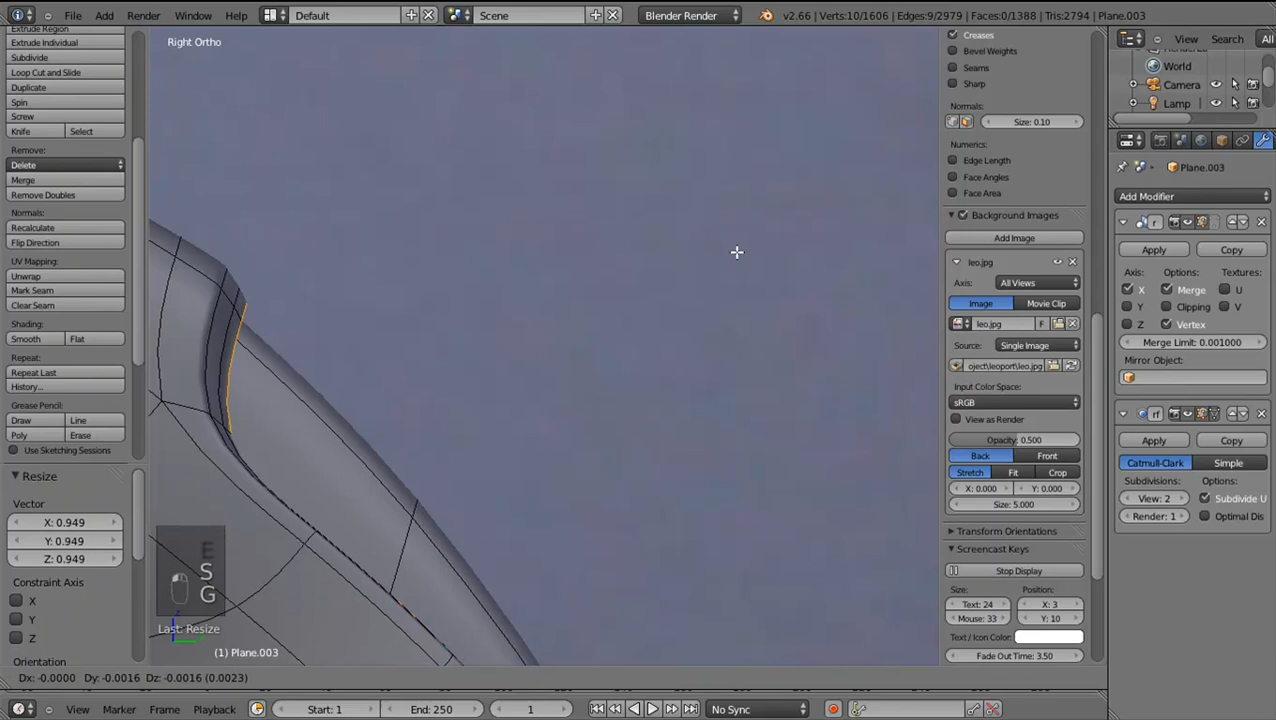 File Add Render Window Help Default Scene Blender Render v2.66 | Verts:10/1606 | Edges:9/2979 | Faces:0/1388 | Tris:2794 | Plane.003
Extrude Region
Extrude Individual
Subdivide
Loop Cut and Slide
Duplicate
Spin
Screw
Knife Select
Remove:
Delete
Merge
Remove Doubles
Normals:
Recalculate
Flip Direction
UV Mapping:
Unwrap
Mark Seam
Clear Seam
Shading:
Smooth Flat
Repeat:
Repeat Last
History...
Grease Pencil:
Draw Line
Poly Erase
Use Sketching Sessions
Resize
Vector
X: 0.949
Y: 0.949
Z: 0.949
Constraint Axis
X
Y
Z
Orientation
Right Ortho
E
S
G
Last: Resize
(1) Plane.003
Dx: -0.0000 Dy: -0.0016 Dz: -0.0016 (0.0023)
Creases
Bevel Weights
Seams
Sharp
Normals:
Size: 0.10
Numerics:
Edge Length
Face Angles
Face Area
Background Images
Add Image
leo.jpg
Axis: All Views
Image Movie Clip
leo.jpg F
Source: Single Image
oject\leoport\leo.jpg
Input Color Space:
sRGB
View as Render
Opacity: 0.500
Back Front
Stretch Fit Crop
X: 0.000 Y: 0.000
Size: 5.000
Transform Orientations
Screencast Keys
Stop Display
Size: Position:
Text: 24 X: 3
Mouse: 33 Y: 10
Text / Icon Color:
Fade Out Time: 3.50
View Search All
World
Camera
Lamp
Plane.003
Add Modifier
Apply Copy
Axis: Options: Textures:
X Merge U
Y Clipping V
Z Vertex
Merge Limit: 0.001000
Mirror Object:
Apply Copy
Catmull-Clark Simple
Subdivisions: Options:
View: 2 Subdivide U
Render: 1 Optimal Dis
View Marker Frame Playback Start: 1 End: 250 1 No Sync